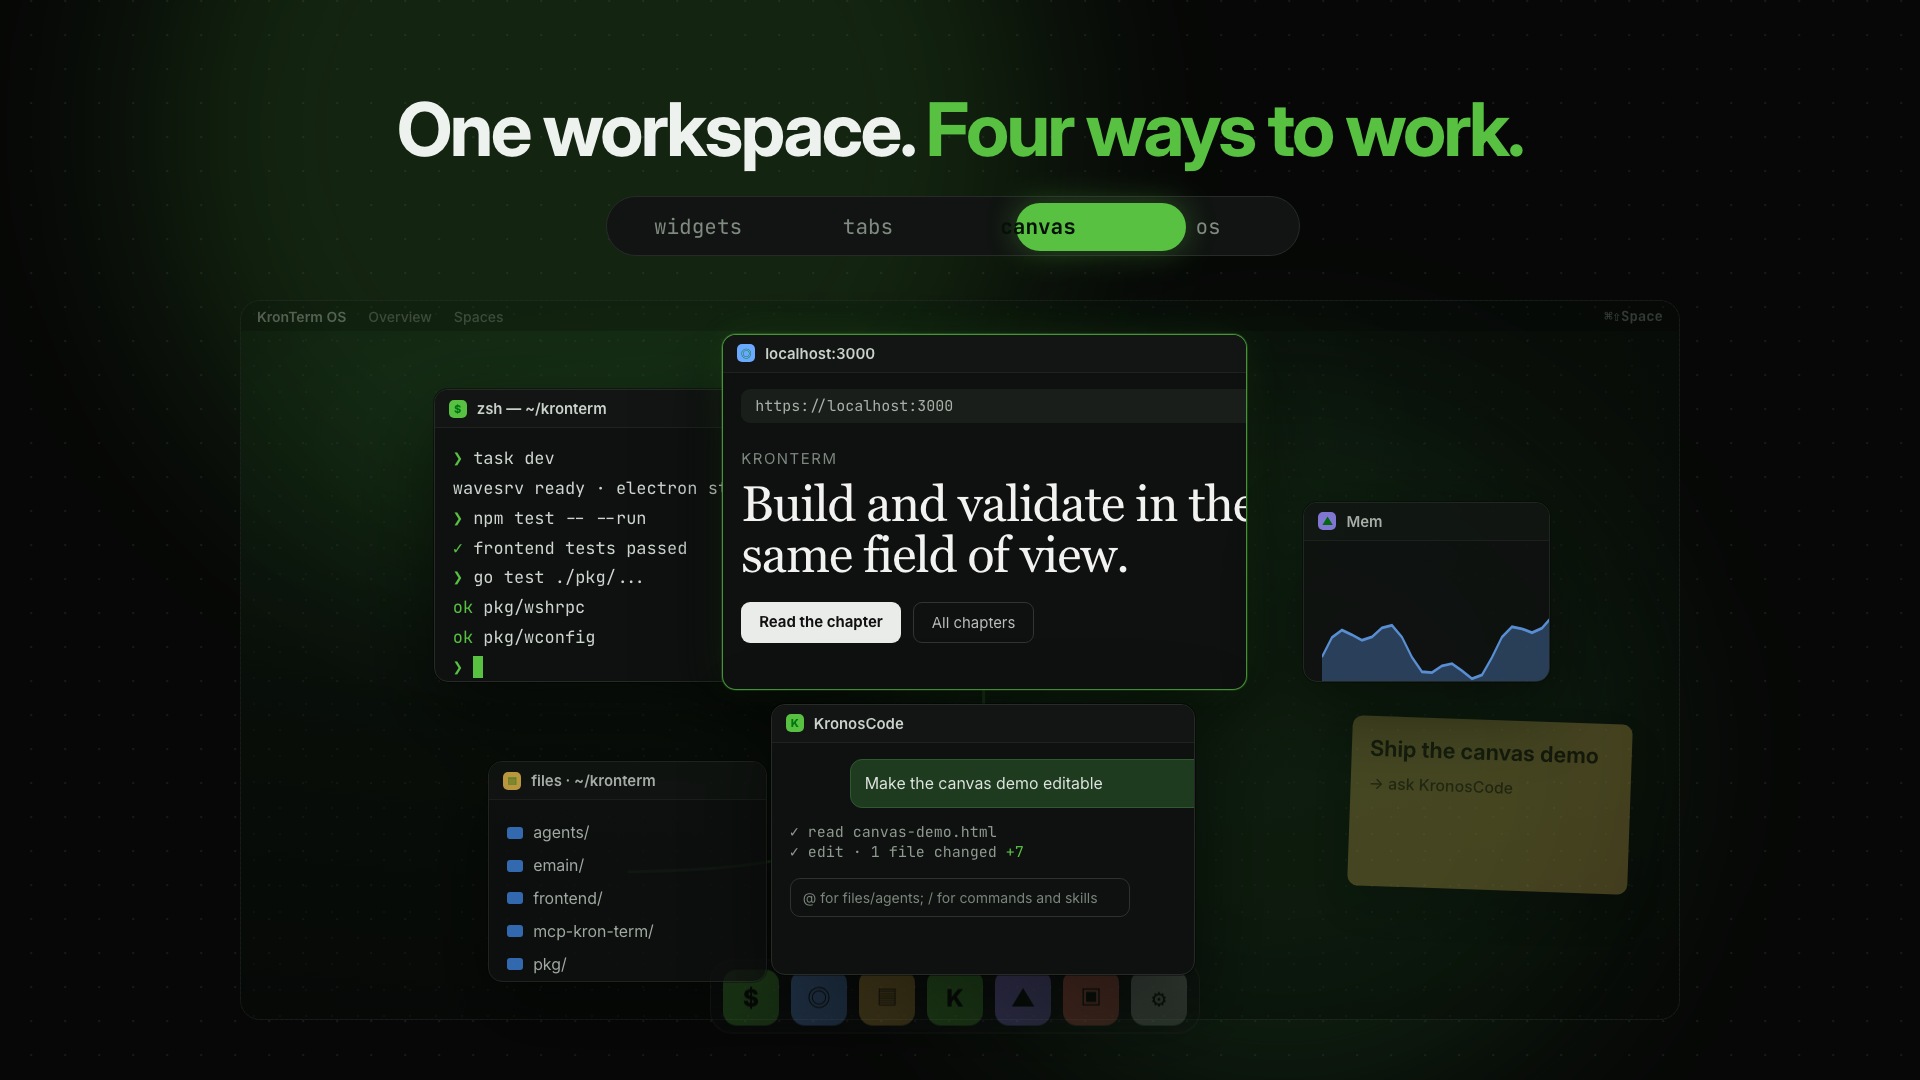 One workspace. Four ways to work.
widgets tabs canvas os
KronTerm OS Overview Spaces ⌘⇧Space
localhost:3000
https://localhost:3000
KRONTERM
Build and validate in the
same field of view.
Read the chapter All chapters
$ zsh — ~/kronterm
❯ task dev
wavesrv ready · electron st
❯ npm test -- --run
✓ frontend tests passed
❯ go test ./pkg/...
ok pkg/wshrpc
ok pkg/wconfig
❯
Mem
K KronosCode
Make the canvas demo editable
✓ read canvas-demo.html
✓ edit · 1 file changed +7
@ for files/agents; / for commands and skills
files · ~/kronterm
agents/
emain/
frontend/
mcp-kron-term/
pkg/
Ship the canvas demo
→ ask KronosCode
$ K